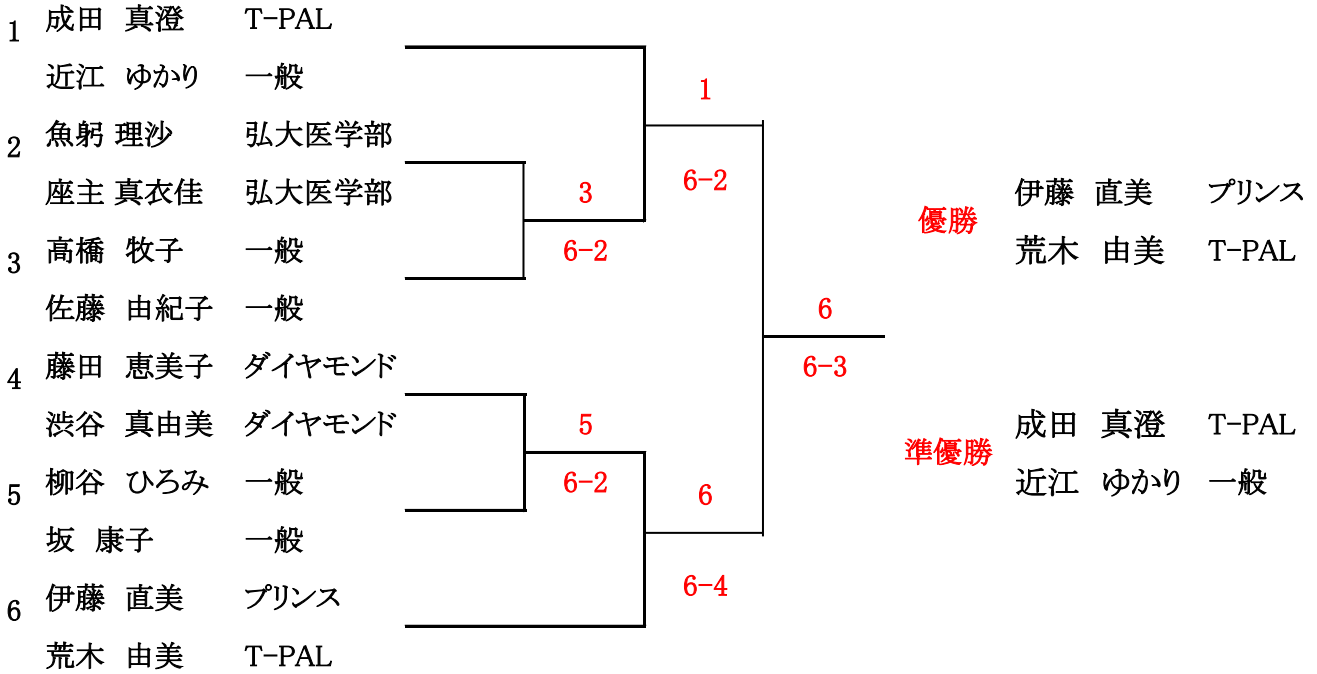 1 成田 真澄 T-PAL
近江 ゆかり 一般
2 魚躬 理沙 弘大医学部
座主 真衣佳 弘大医学部
3 高橋 牧子 一般
佐藤 由紀子 一般
4 藤田 恵美子 ダイヤモンド
渋谷 真由美 ダイヤモンド
5 柳谷 ひろみ 一般
坂 康子 一般
6 伊藤 直美 プリンス
荒木 由美 T-PAL
3
6-2
5
6-2
1
6-2
6
6-4
6
6-3
優勝 伊藤 直美 プリンス
荒木 由美 T-PAL
準優勝 成田 真澄 T-PAL
近江 ゆかり 一般